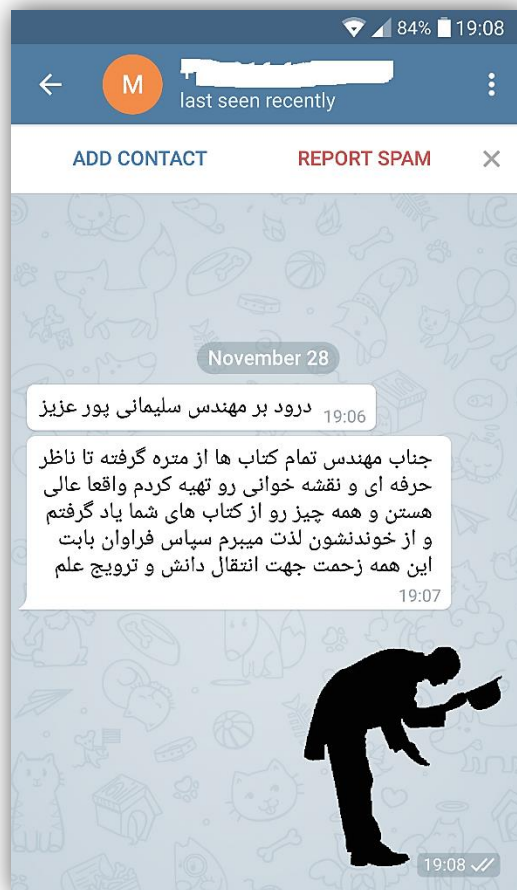 84% 19:08
M
last seen recently
ADD CONTACT REPORT SPAM
November 28
درود بر مهندس سلیمانی پور عزیز 19:06
جناب مهندس تمام کتاب ها از متره گرفته تا ناظر
حرفه ای و نقشه خوانی رو تهیه کردم واقعا عالی
هستن و همه چیز رو از کتاب های شما یاد گرفتم
و از خوندنشون لذت میبرم سپاس فراوان بابت
این همه زحمت جهت انتقال دانش و ترویج علم
19:07
19:08